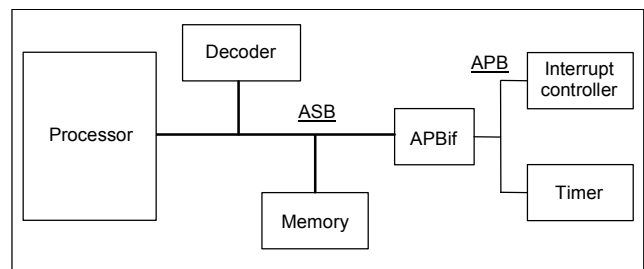 Decoder
APB
Interrupt
controller
ASB
Processor
APBif
Memory
Timer